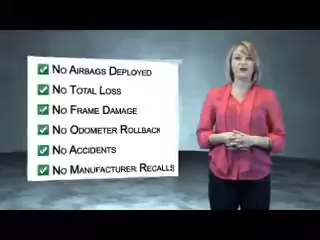 No Airbags Deployed
No Total Loss
No Frame Damage
No Odometer Rollback
No Accidents
No Manufacturer Recalls